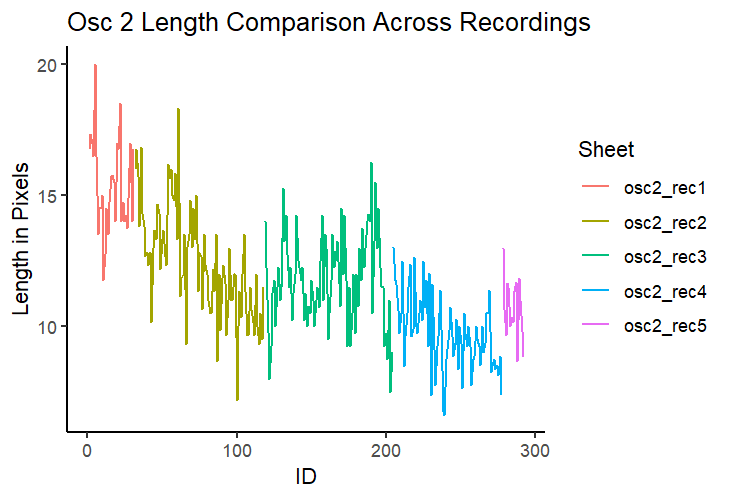 Osc 2 Length Comparison Across Recordings
20
15
10
Length in Pixels
0
100
200
300
ID
Sheet
osc2_rec1
osc2_rec2
osc2_rec3
osc2_rec4
osc2_rec5